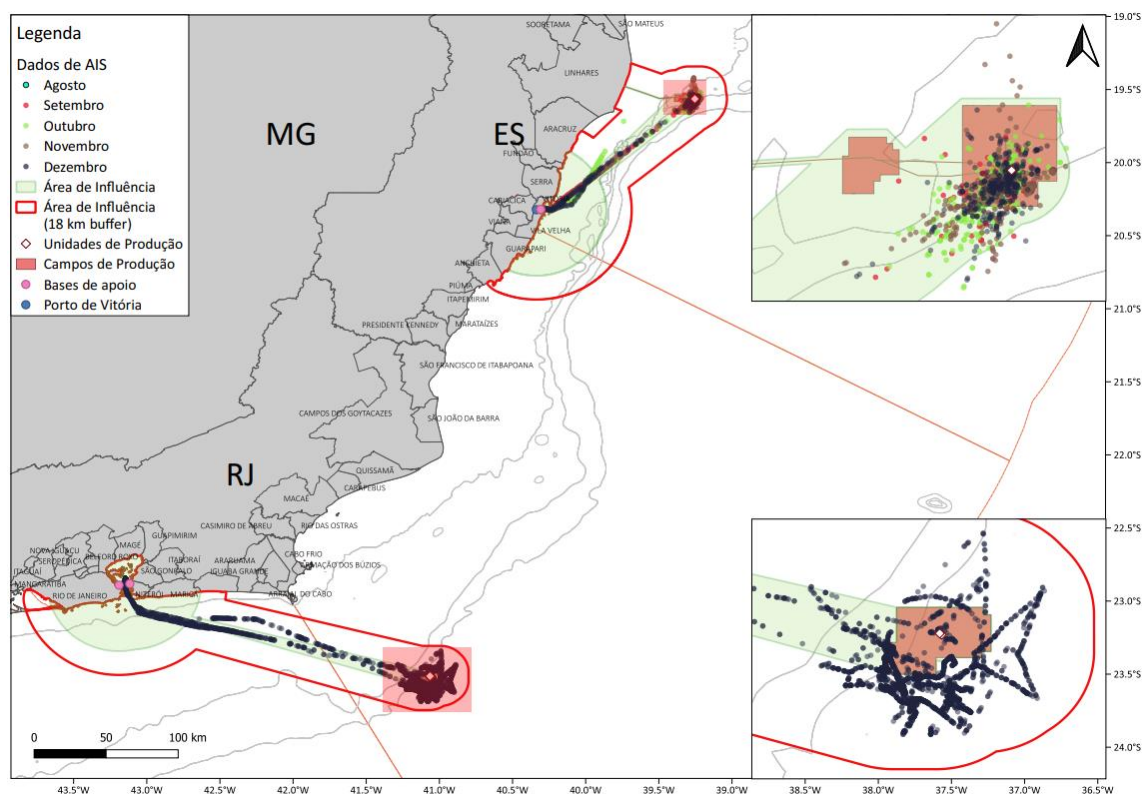 Legenda
Dados de AIS
Agosto
Setembro
Outubro
Novembro
Dezembro
Área de Influência
Área de Influência
(18 km buffer)
Unidades de Produção
Campos de Produção
Bases de apoio
Porto de Vitória
MG
ES
RJ
SOORETAMA
SÃO MATEUS
LINHARES
ARACRUZ
FUNDÃO
SERRA
CARIACICA
VIANA
VILA VELHA
GUARAPARI
ANCHIETA
PIÚMA
ITAPEMIRIM
PRESIDENTE KENNEDY
MARATAÍZES
SÃO FRANCISCO DE ITABAPOANA
CAMPOS DOS GOYTACAZES
SÃO JOÃO DA BARRA
QUISSAMÃ
CARAPEBUS
MACAÉ
CASIMIRO DE ABREU
RIO DAS OSTRAS
GUAPIMIRIM
MAGÉ
NOVA IGUAÇU
BELFORD ROXO
SEROPÉDICA
ITABORAÍ
ARARUAMA
CABO FRIO
ARMAÇÃO DOS BÚZIOS
ITAGUAÍ
SÃO GONÇALO
IGUABA GRANDE
MANGARATIBA
RIO DE JANEIRO
NITERÓI
MARICÁ
ARRAIAL DO CABO
0
50
100 km
19.0°S
19.5°S
20.0°S
20.5°S
21.0°S
21.5°S
22.0°S
22.5°S
23.0°S
23.5°S
24.0°S
43.5°W
43.0°W
42.5°W
42.0°W
41.5°W
41.0°W
40.5°W
40.0°W
39.5°W
39.0°W
38.5°W
38.0°W
37.5°W
37.0°W
36.5°W